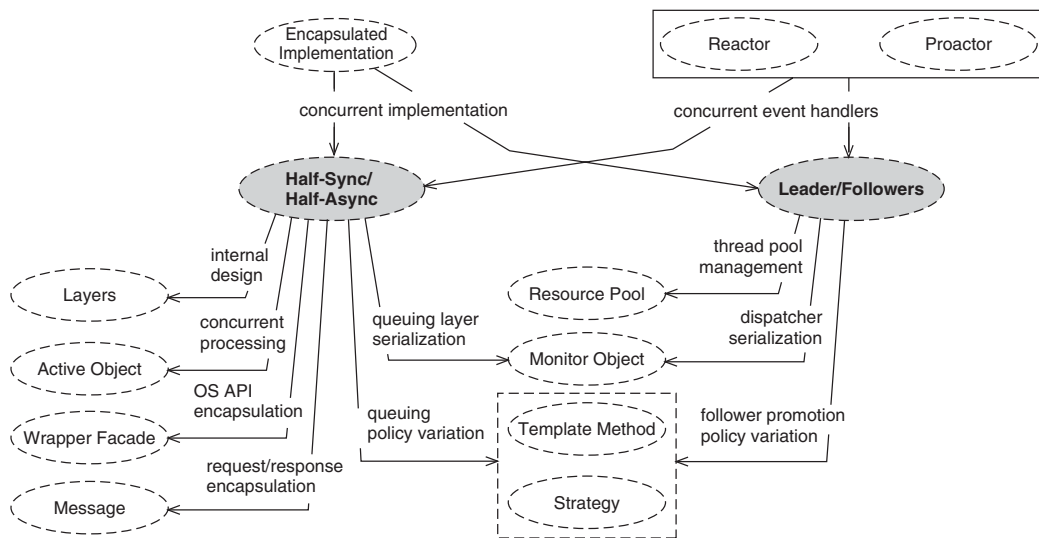 Encapsulated
Implementation
Reactor
Proactor
concurrent implementation
concurrent event handlers
Half-Sync/
Half-Async
Leader/Followers
internal
design
thread pool
management
Layers
Resource Pool
concurrent
processing
queuing layer
serialization
dispatcher
serialization
Active Object
Monitor Object
OS API
encapsulation
queuing
policy variation
follower promotion
policy variation
Wrapper Facade
Template Method
request/response
encapsulation
Message
Strategy